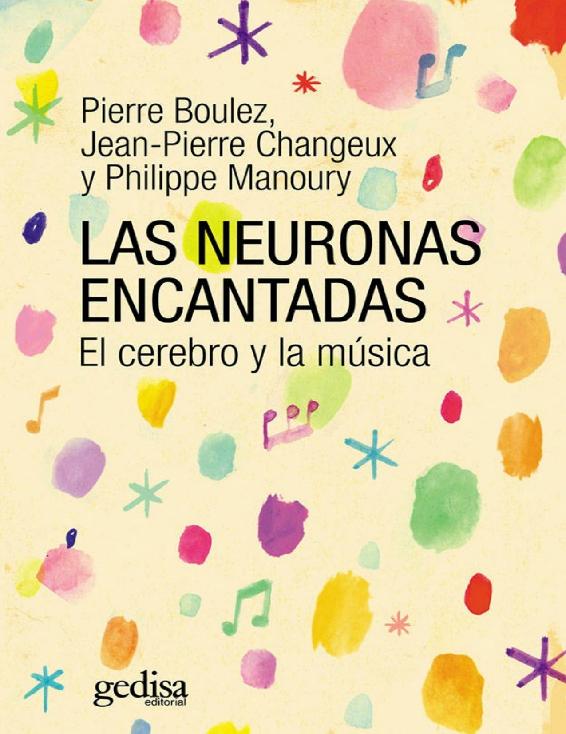 Pierre Boulez,
Jean-Pierre Changeux
y Philippe Manoury
LAS NEURONAS
ENCANTADAS
El cerebro y la música
gedisa
editorial